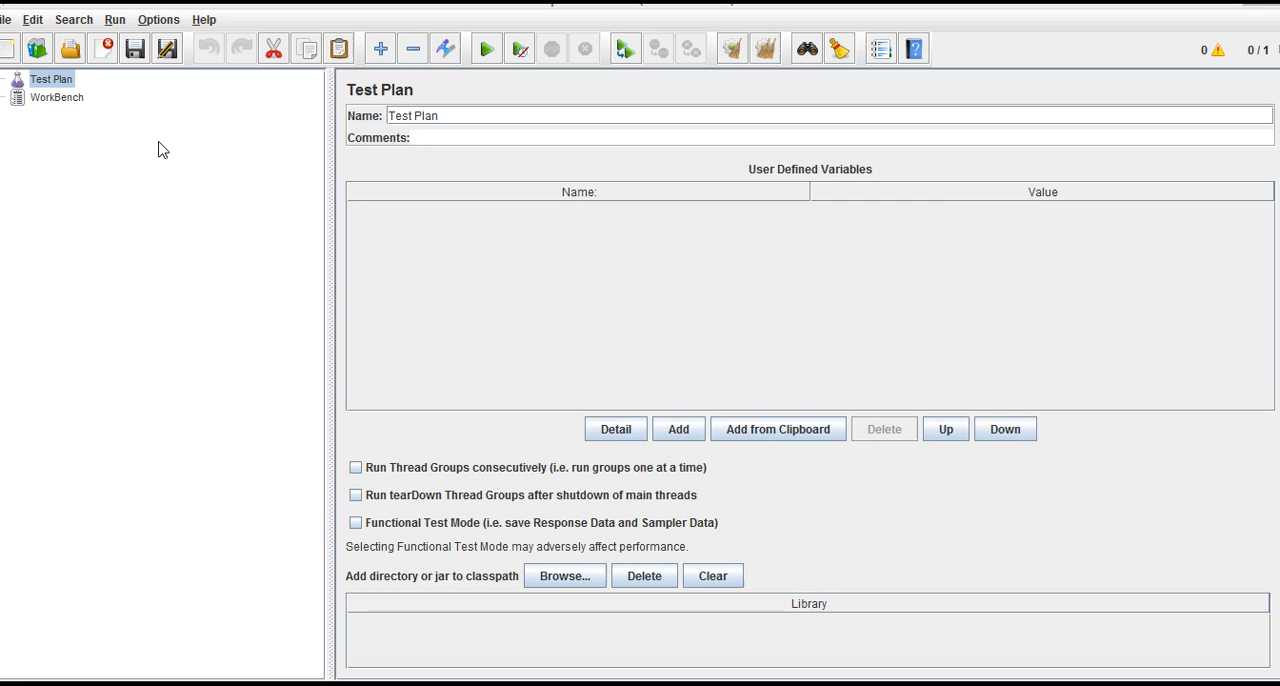 ile Edit Search Run Options Help
0 0 / 1
Test Plan
WorkBench
Test Plan
Name: Test Plan
Comments:
User Defined Variables
Name: Value
Detail Add Add from Clipboard Delete Up Down
Run Thread Groups consecutively (i.e. run groups one at a time)
Run tearDown Thread Groups after shutdown of main threads
Functional Test Mode (i.e. save Response Data and Sampler Data)
Selecting Functional Test Mode may adversely affect performance.
Add directory or jar to classpath Browse... Delete Clear
Library